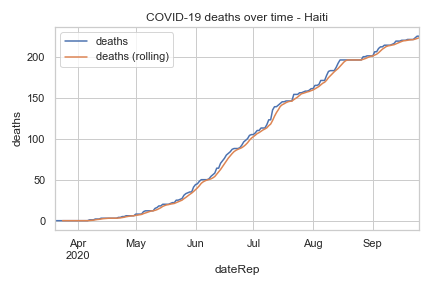 COVID-19 deaths over time - Haiti
deaths
deaths (rolling)
200
150
100
50
0
deaths
Apr May Jun Jul Aug Sep
2020
dateRep